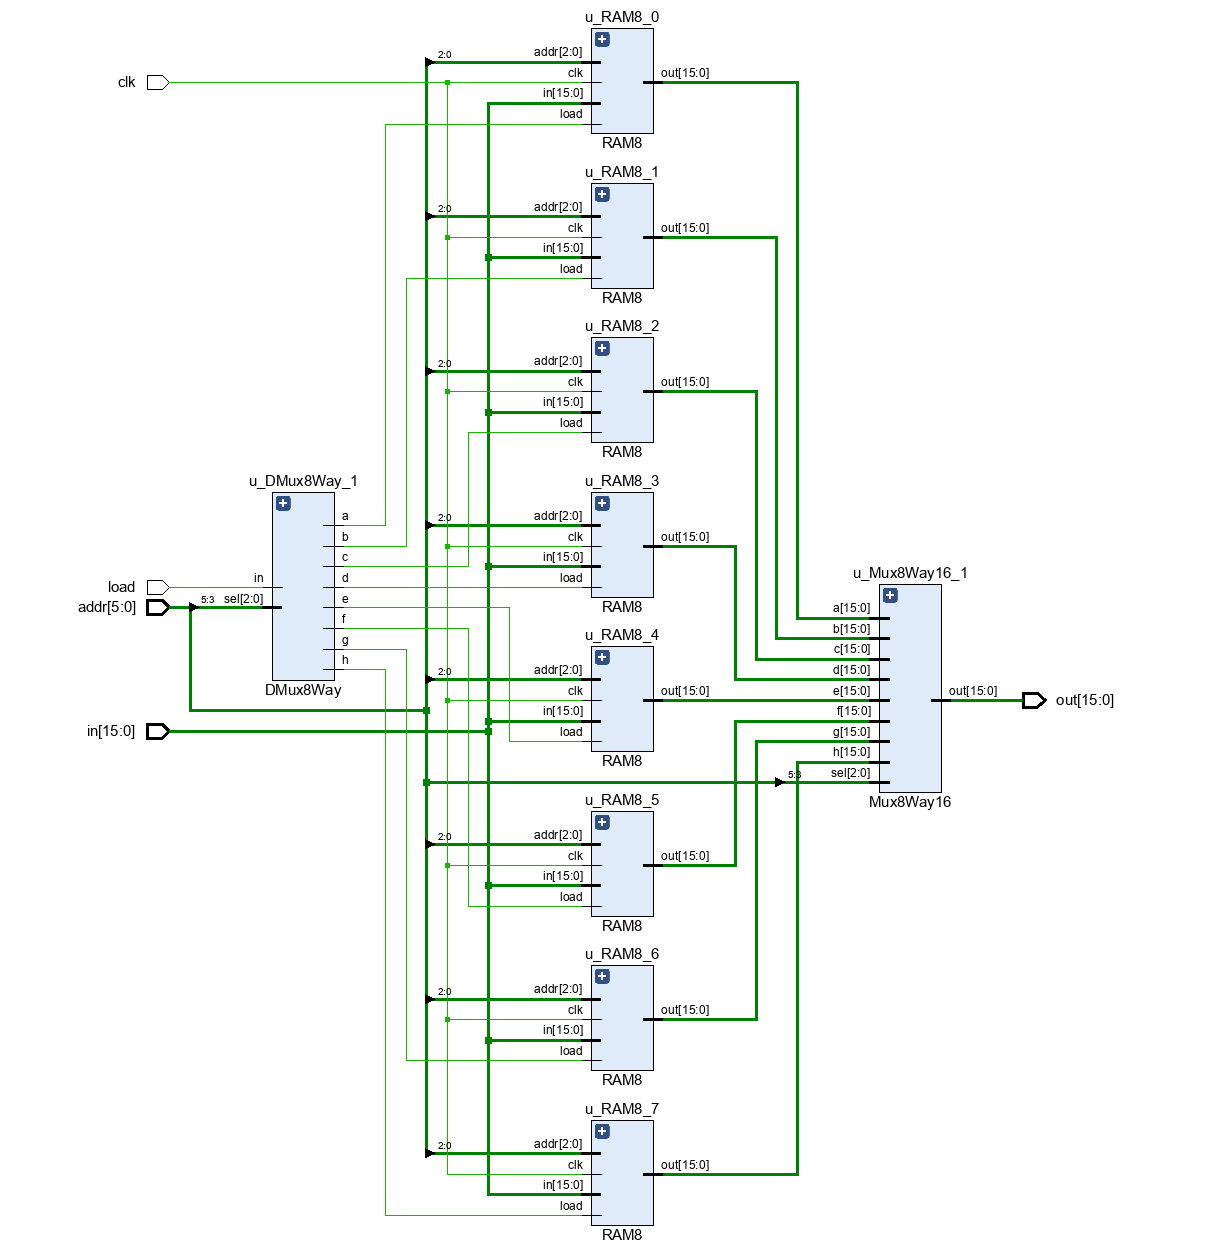 u_RAM8_0
2:0
addr[2:0]
clk
clk
in[15:0]
load
out[15:0]
RAM8
u_RAM8_1
2:0
addr[2:0]
clk
in[15:0]
load
out[15:0]
RAM8
u_RAM8_2
2:0
addr[2:0]
clk
in[15:0]
load
out[15:0]
RAM8
u_DMux8Way_1
a
b
c
d
e
f
g
h
load
in
addr[5:0]
5:3
sel[2:0]
DMux8Way
in[15:0]
u_RAM8_3
2:0
addr[2:0]
clk
in[15:0]
load
out[15:0]
RAM8
u_RAM8_4
2:0
addr[2:0]
clk
in[15:0]
load
out[15:0]
RAM8
u_Mux8Way16_1
a[15:0]
b[15:0]
c[15:0]
d[15:0]
e[15:0]
f[15:0]
g[15:0]
h[15:0]
5:3
sel[2:0]
out[15:0]
out[15:0]
Mux8Way16
u_RAM8_5
2:0
addr[2:0]
clk
in[15:0]
load
out[15:0]
RAM8
u_RAM8_6
2:0
addr[2:0]
clk
in[15:0]
load
out[15:0]
RAM8
u_RAM8_7
2:0
addr[2:0]
clk
in[15:0]
load
out[15:0]
RAM8